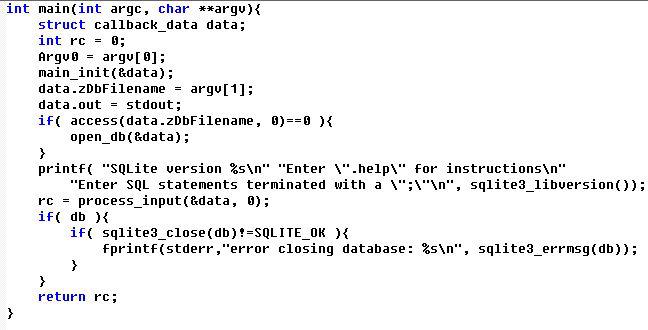 int main(int argc, char **argv){
    struct callback_data data;
    int rc = 0;
    Argv0 = argv[0];
    main_init(&data);
    data.zDbFilename = argv[1];
    data.out = stdout;
    if( access(data.zDbFilename, 0)==0 ){
        open_db(&data);
    }
    printf( "SQLite version %s\n" "Enter \".help\" for instructions\n"
        "Enter SQL statements terminated with a \";\"\n", sqlite3_libversion());
    rc = process_input(&data, 0);
    if( db ){
        if( sqlite3_close(db)!=SQLITE_OK ){
            fprintf(stderr,"error closing database: %s\n", sqlite3_errmsg(db));
        }
    }
    return rc;
}